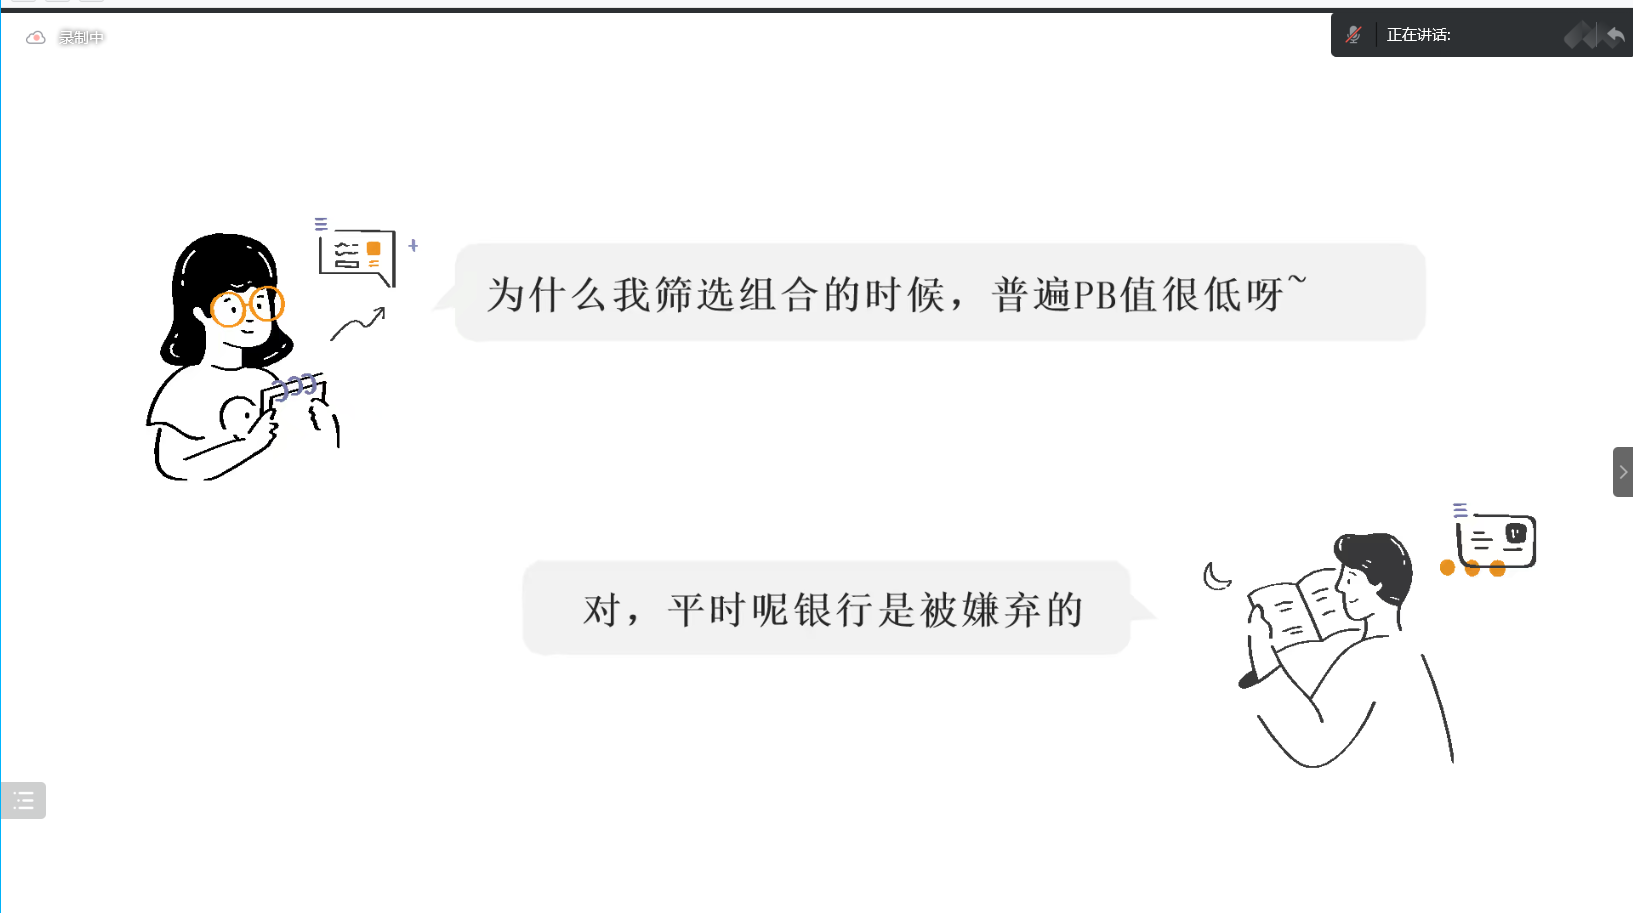 录制中
正在讲话:
为什么我筛选组合的时候，普遍PB值很低呀~
对，平时呢银行是被嫌弃的